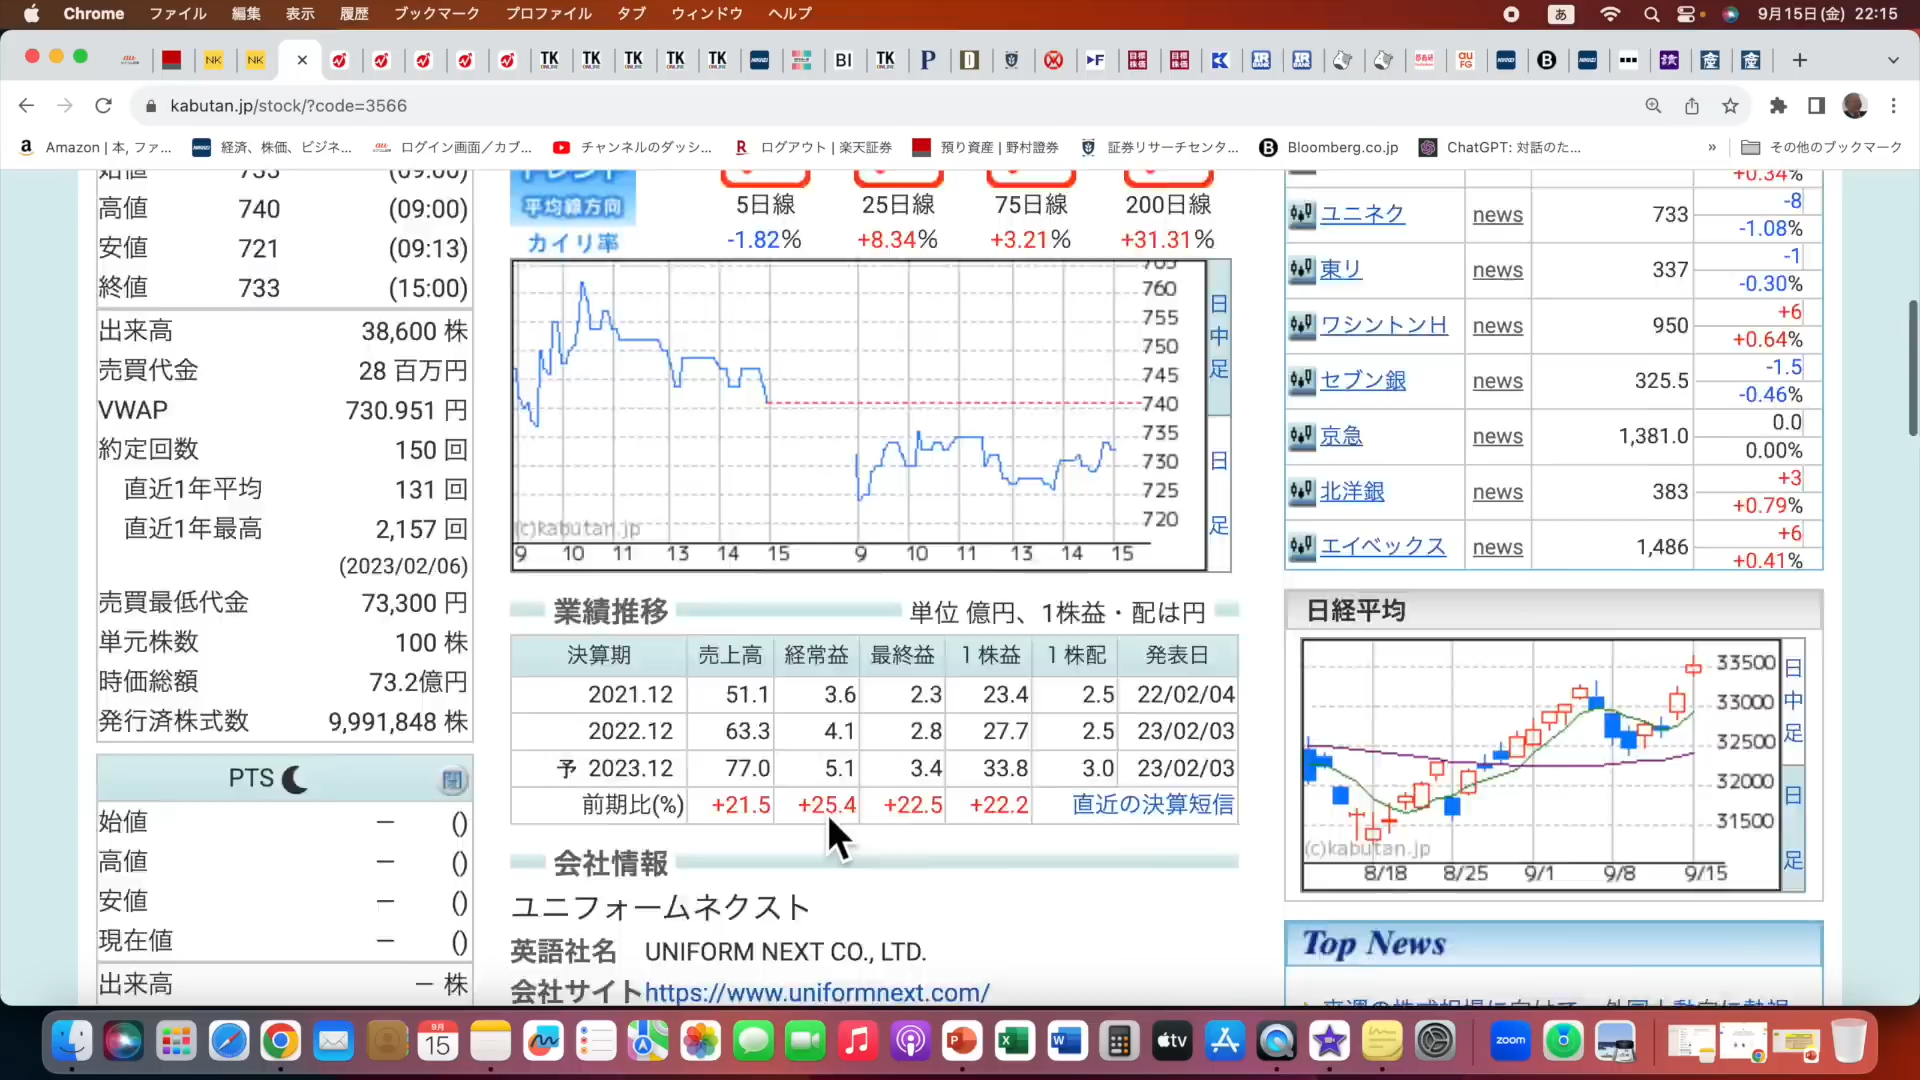 Chrome ファイル 編集 表示 履歴 ブックマーク プロファイル タブ ウィンドウ ヘルプ
あ 9月15日(金) 22:15
NK NK TK TK TK TK TK BI TK P D F K
kabutan.jp/stock/?code=3566
Amazon | 本, ファ... 経済、株価、ビジネ... ログイン画面／カブ... チャンネルのダッシ... ログアウト | 楽天証券 預り資産 | 野村證券 証券リサーチセンタ... Bloomberg.co.jp ChatGPT: 対話のた... » その他のブックマーク
始値 733 (09:00)
高値 740 (09:00)
安値 721 (09:13)
終値 733 (15:00)
出来高 38,600 株
売買代金 28 百万円
VWAP 730.951 円
約定回数 150 回
直近1年平均 131 回
直近1年最高 2,157 回
(2023/02/06)
売買最低代金 73,300 円
単元株数 100 株
時価総額 73.2億円
発行済株式数 9,991,848 株
PTS
始値 － ()
高値 － ()
安値 － ()
現在値 － ()
出来高 － 株
トレンド
平均線方向 5日線 25日線 75日線 200日線
カイリ率 -1.82% +8.34% +3.21% +31.31%
765
760
755
750
745
740
735
730
725
720
(c)kabutan.jp
9 10 11 13 14 15 9 10 11 13 14 15
日中足
日足
業績推移 単位 億円、1株益・配は円
決算期 売上高 経常益 最終益 1株益 1株配 発表日
2021.12 51.1 3.6 2.3 23.4 2.5 22/02/04
2022.12 63.3 4.1 2.8 27.7 2.5 23/02/03
予 2023.12 77.0 5.1 3.4 33.8 3.0 23/02/03
前期比(%) +21.5 +25.4 +22.5 +22.2 直近の決算短信
会社情報
ユニフォームネクスト
英語社名 UNIFORM NEXT CO., LTD.
会社サイト https://www.uniformnext.com/
+0.34%
ユニネク news 733 -8
-1.08%
東リ news 337 -1
-0.30%
ワシントンH news 950 +6
+0.64%
セブン銀 news 325.5 -1.5
-0.46%
京急 news 1,381.0 0.0
0.00%
北洋銀 news 383 +3
+0.79%
エイベックス news 1,486 +6
+0.41%
日経平均
33500
33000
32500
32000
31500
(c)kabutan.jp
8/18 8/25 9/1 9/8 9/15
日中足
日足
Top News
9月
15
tv
zoom